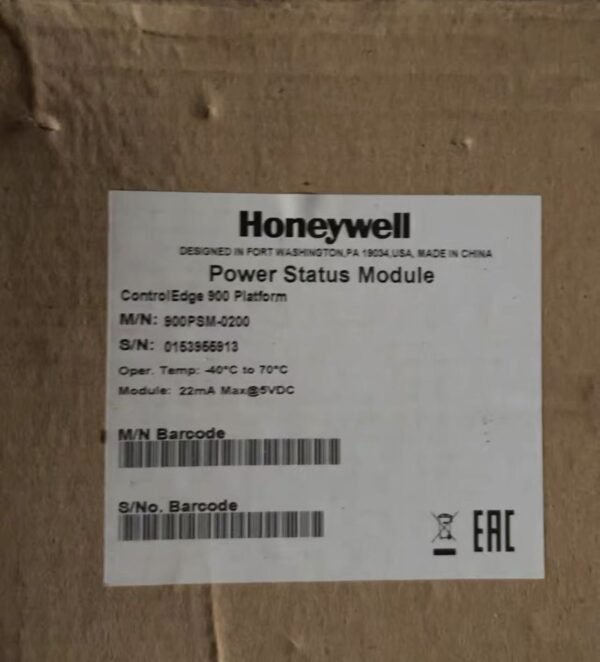 Honeywell
DESIGNED IN FORT WASHINGTON, PA 19034, USA, MADE IN CHINA
Power Status Module
ControlEdge 900 Platform
M/N: 900PSM-0200
S/N: 0153955913
Oper. Temp: -40°C to 70°C
Module: 22mA Max@5VDC
M/N Barcode
S/No. Barcode
EAC